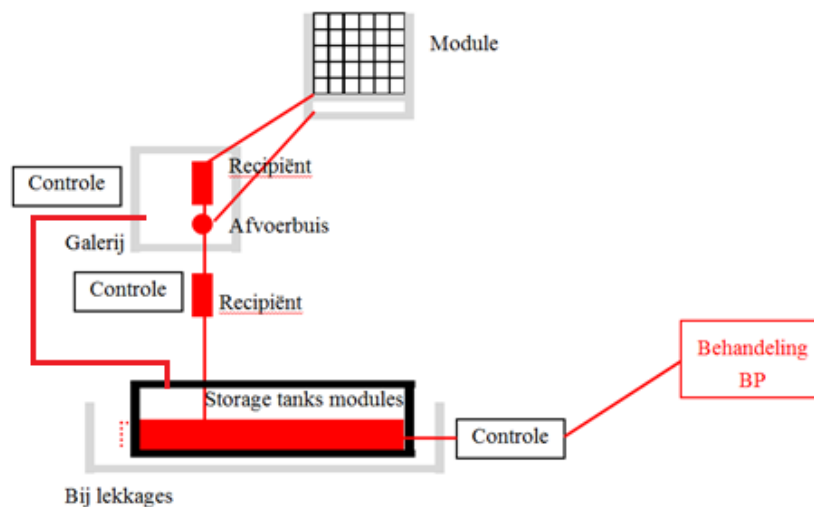 Module
Recipiënt
Controle
Afvoerbuis
Galerij
Controle
Recipiënt
Behandeling
BP
Storage tanks modules
Controle
Bij lekkages